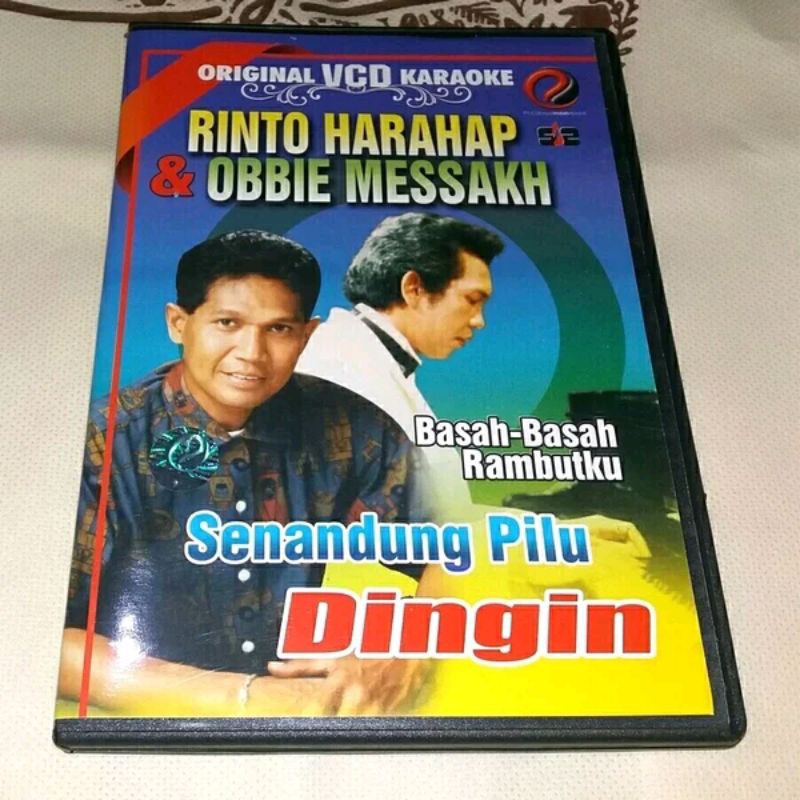 ORIGINAL VCD KARAOKE
RINTO HARAHAP
& OBBIE MESSAKH
Basah-Basah
Rambutku
Senandung Pilu
Dingin